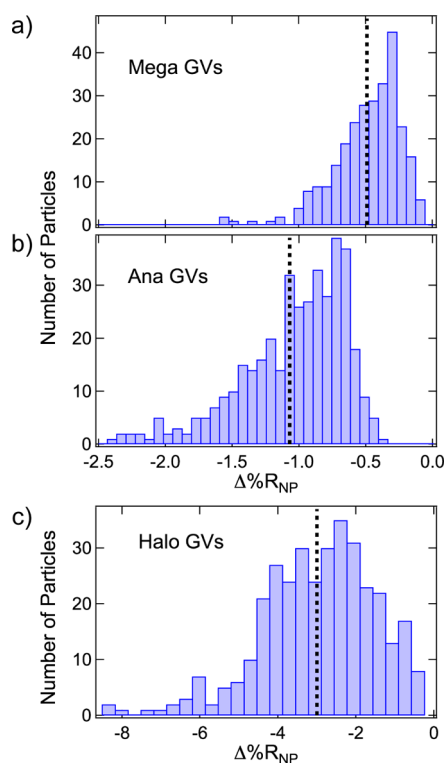 a)
Mega GVs
40
20
0
b)
Ana GVs
30
20
10
0
Number of Particles
-2.5 -2.0 -1.5 -1.0 -0.5 0.0
Δ%R_NP
c)
Halo GVs
30
20
10
0
Number of Particles
-8 -6 -4 -2 0
Δ%R_NP